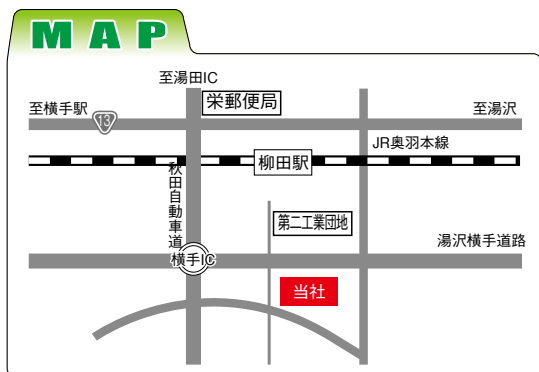 MAP
至湯田IC
栄郵便局
至横手駅
13
至湯沢
JR奥羽本線
柳田駅
秋田自動車道
第二工業団地
湯沢横手道路
横手IC
当社